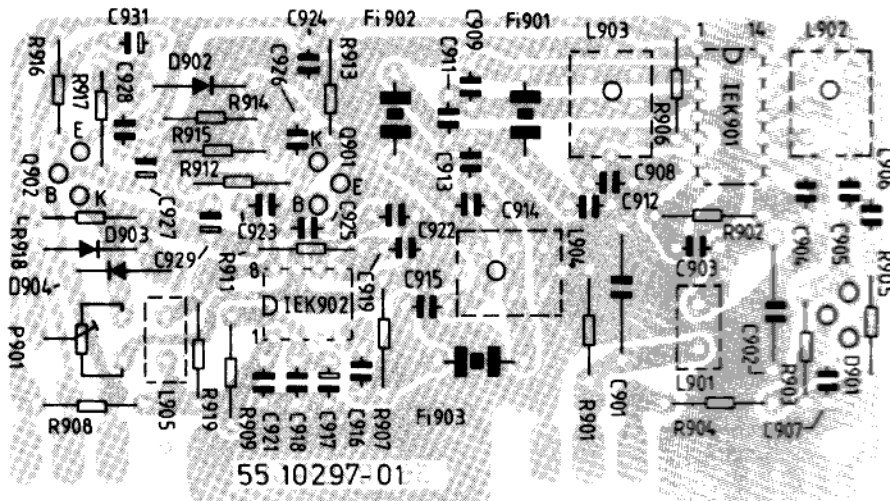 C931
C924
Fi902
C909
Fi901
L903
1
14
L902
R916
D902
C926
R913
C911
R917
C928
R914
IEK901
R906
E
R915
K
Q901
R912
C913
C908
C906
Q902
E
C912
B
K
B
C927
C923
C925
C922
C914
R902
C904
C905
R918
D903
L904
C903
R905
C929
R911
D904
8
C919
C915
P901
IEK902
1
C902
R903
D901
L905
L901
R919
R908
R909
C921
C918
C917
C916
R907
Fi903
R901
C901
R904
C907
55 10297-01